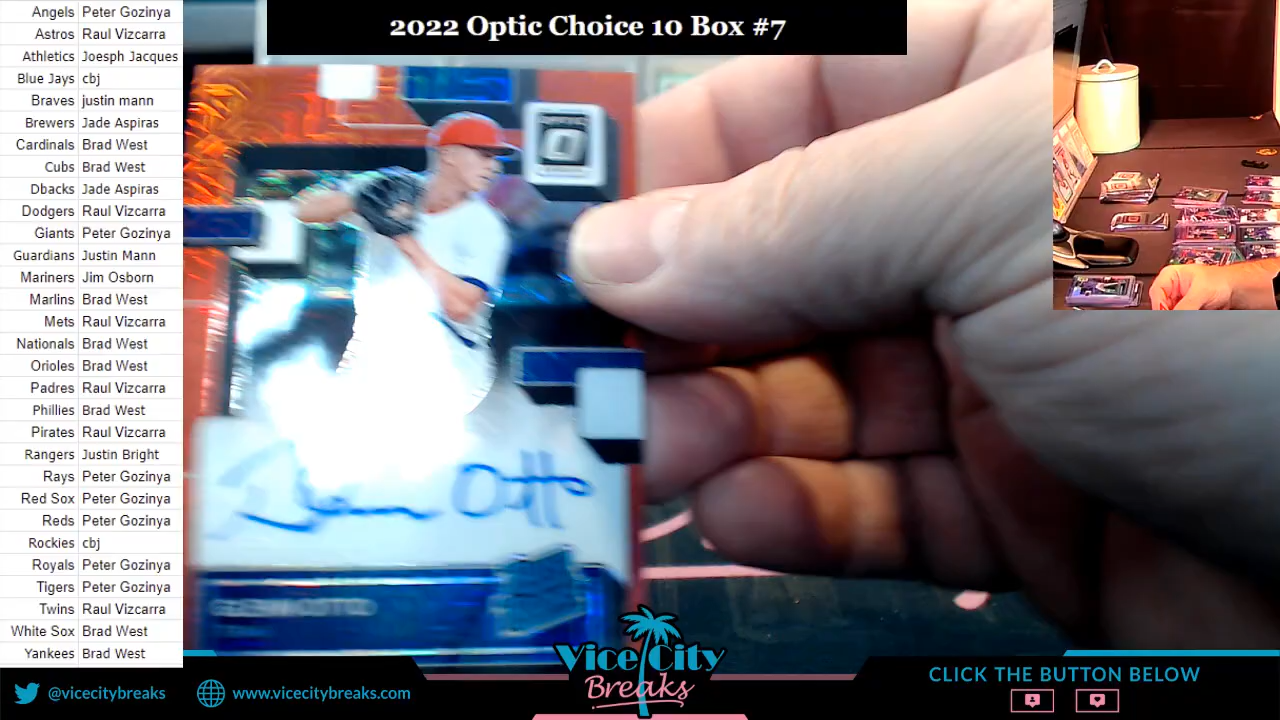 2022 Optic Choice 10 Box #7
Angels Peter Gozinya
Astros Raul Vizcarra
Athletics Joesph Jacques
Blue Jays cbj
Braves justin mann
Brewers Jade Aspiras
Cardinals Brad West
Cubs Brad West
Dbacks Jade Aspiras
Dodgers Raul Vizcarra
Giants Peter Gozinya
Guardians Justin Mann
Mariners Jim Osborn
Marlins Brad West
Mets Raul Vizcarra
Nationals Brad West
Orioles Brad West
Padres Raul Vizcarra
Phillies Brad West
Pirates Raul Vizcarra
Rangers Justin Bright
Rays Peter Gozinya
Red Sox Peter Gozinya
Reds Peter Gozinya
Rockies cbj
Royals Peter Gozinya
Tigers Peter Gozinya
Twins Raul Vizcarra
White Sox Brad West
Yankees Brad West
Otto
@vicecitybreaks
www.vicecitybreaks.com
Vice City
Breaks
CLICK THE BUTTON BELOW